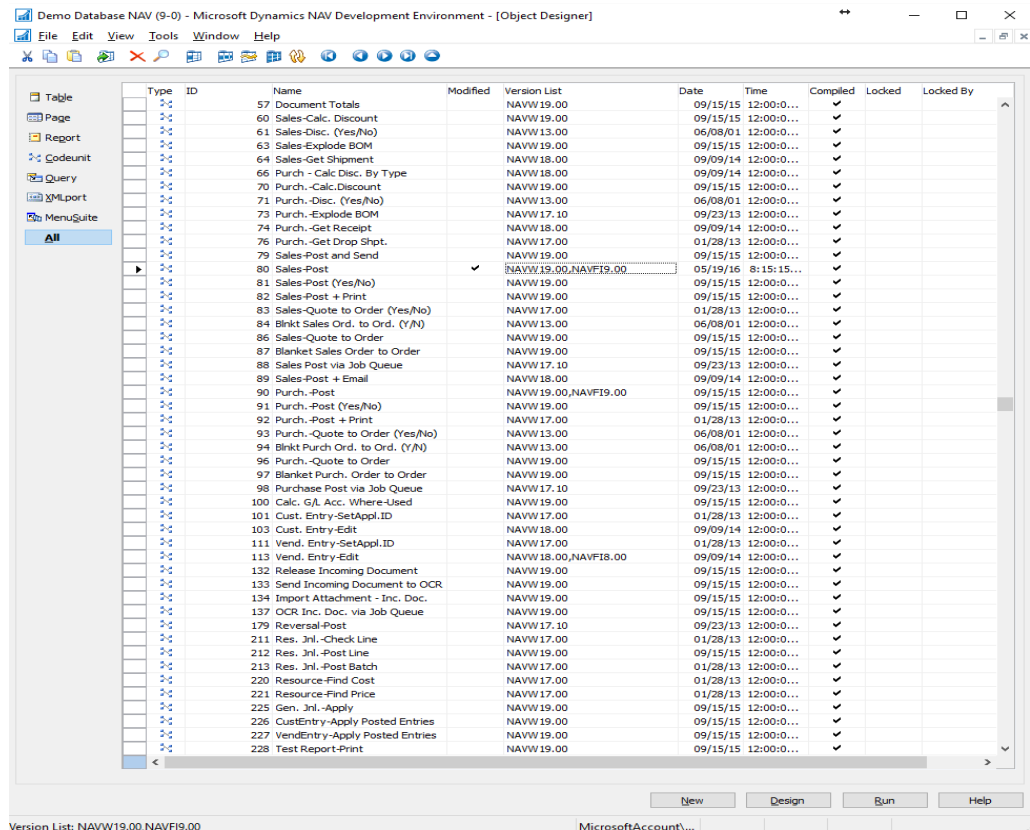 Demo Database NAV (9-0) - Microsoft Dynamics NAV Development Environment - [Object Designer]
File Edit View Tools Window Help
Type ID Name Modified Version List Date Time Compiled Locked Locked By
Table
Page
Report
Codeunit
Query
XMLport
MenuSuite
All
57 Document Totals NAVW19.00 09/15/15 12:00:0...
60 Sales-Calc. Discount NAVW19.00 09/15/15 12:00:0...
61 Sales-Disc. (Yes/No) NAVW13.00 06/08/01 12:00:0...
63 Sales-Explode BOM NAVW19.00 09/15/15 12:00:0...
64 Sales-Get Shipment NAVW18.00 09/09/14 12:00:0...
66 Purch - Calc Disc. By Type NAVW18.00 09/09/14 12:00:0...
70 Purch.-Calc.Discount NAVW19.00 09/15/15 12:00:0...
71 Purch.-Disc. (Yes/No) NAVW13.00 06/08/01 12:00:0...
73 Purch.-Explode BOM NAVW17.10 09/23/13 12:00:0...
74 Purch.-Get Receipt NAVW18.00 09/09/14 12:00:0...
76 Purch.-Get Drop Shpt. NAVW17.00 01/28/13 12:00:0...
79 Sales-Post and Send NAVW19.00 09/15/15 12:00:0...
80 Sales-Post NAVW19.00,NAVFI9.00 05/19/16 8:15:15...
81 Sales-Post (Yes/No) NAVW19.00 09/15/15 12:00:0...
82 Sales-Post + Print NAVW19.00 09/15/15 12:00:0...
83 Sales-Quote to Order (Yes/No) NAVW17.00 01/28/13 12:00:0...
84 Blnkt Sales Ord. to Ord. (Y/N) NAVW13.00 06/08/01 12:00:0...
86 Sales-Quote to Order NAVW19.00 09/15/15 12:00:0...
87 Blanket Sales Order to Order NAVW19.00 09/15/15 12:00:0...
88 Sales Post via Job Queue NAVW17.10 09/23/13 12:00:0...
89 Sales-Post + Email NAVW18.00 09/09/14 12:00:0...
90 Purch.-Post NAVW19.00,NAVFI9.00 09/15/15 12:00:0...
91 Purch.-Post (Yes/No) NAVW19.00 09/15/15 12:00:0...
92 Purch.-Post + Print NAVW17.00 01/28/13 12:00:0...
93 Purch.-Quote to Order (Yes/No) NAVW13.00 06/08/01 12:00:0...
94 Blnkt Purch Ord. to Ord. (Y/N) NAVW13.00 06/08/01 12:00:0...
96 Purch.-Quote to Order NAVW19.00 09/15/15 12:00:0...
97 Blanket Purch. Order to Order NAVW19.00 09/15/15 12:00:0...
98 Purchase Post via Job Queue NAVW17.10 09/23/13 12:00:0...
100 Calc. G/L Acc. Where-Used NAVW19.00 09/15/15 12:00:0...
101 Cust. Entry-SetAppl.ID NAVW17.00 01/28/13 12:00:0...
103 Cust. Entry-Edit NAVW18.00 09/09/14 12:00:0...
111 Vend. Entry-SetAppl.ID NAVW17.00 01/28/13 12:00:0...
113 Vend. Entry-Edit NAVW18.00,NAVFI8.00 09/09/14 12:00:0...
132 Release Incoming Document NAVW19.00 09/15/15 12:00:0...
133 Send Incoming Document to OCR NAVW19.00 09/15/15 12:00:0...
134 Import Attachment - Inc. Doc. NAVW19.00 09/15/15 12:00:0...
137 OCR Inc. Doc. via Job Queue NAVW19.00 09/15/15 12:00:0...
179 Reversal-Post NAVW17.10 09/23/13 12:00:0...
211 Res. Jnl.-Check Line NAVW17.00 01/28/13 12:00:0...
212 Res. Jnl.-Post Line NAVW19.00 09/15/15 12:00:0...
213 Res. Jnl.-Post Batch NAVW17.00 01/28/13 12:00:0...
220 Resource-Find Cost NAVW17.00 01/28/13 12:00:0...
221 Resource-Find Price NAVW17.00 01/28/13 12:00:0...
225 Gen. Jnl.-Apply NAVW19.00 09/15/15 12:00:0...
226 CustEntry-Apply Posted Entries NAVW19.00 09/15/15 12:00:0...
227 VendEntry-Apply Posted Entries NAVW19.00 09/15/15 12:00:0...
228 Test Report-Print NAVW19.00 09/15/15 12:00:0...
New Design Run Help
Version List: NAVW19.00,NAVFI9.00 MicrosoftAccount\...